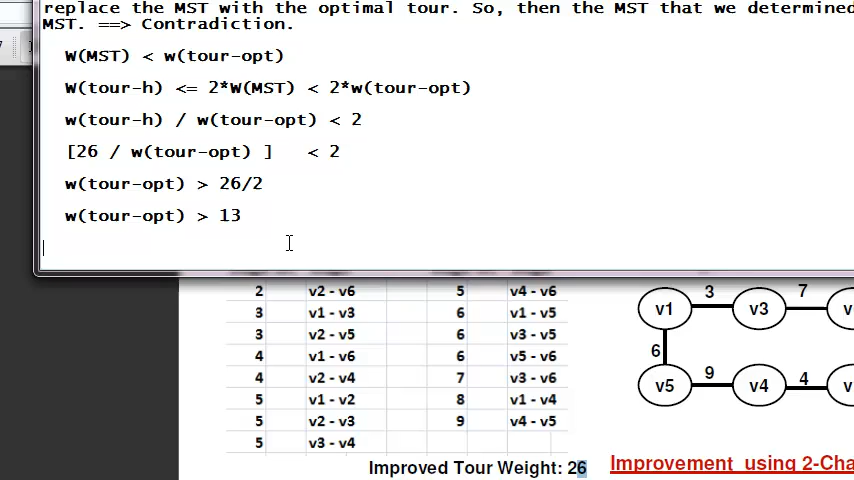 replace the MST with the optimal tour. So, then the MST that we determined
MST. ==> Contradiction.
W(MST) < w(tour-opt)
W(tour-h) <= 2*W(MST) < 2*w(tour-opt)
w(tour-h) / w(tour-opt) < 2
[26 / w(tour-opt) ] < 2
w(tour-opt) > 26/2
w(tour-opt) > 13
2 v2 - v6 5 v4 - v6
3 v1 - v3 6 v1 - v5
3 v2 - v5 6 v3 - v5
4 v1 - v6 6 v5 - v6
4 v2 - v4 7 v3 - v6
5 v1 - v2 8 v1 - v4
5 v2 - v3 9 v4 - v5
5 v3 - v4
v1 3 v3 7 v
6
v5 9 v4 4 v
Improved Tour Weight: 26
Improvement using 2-Cha